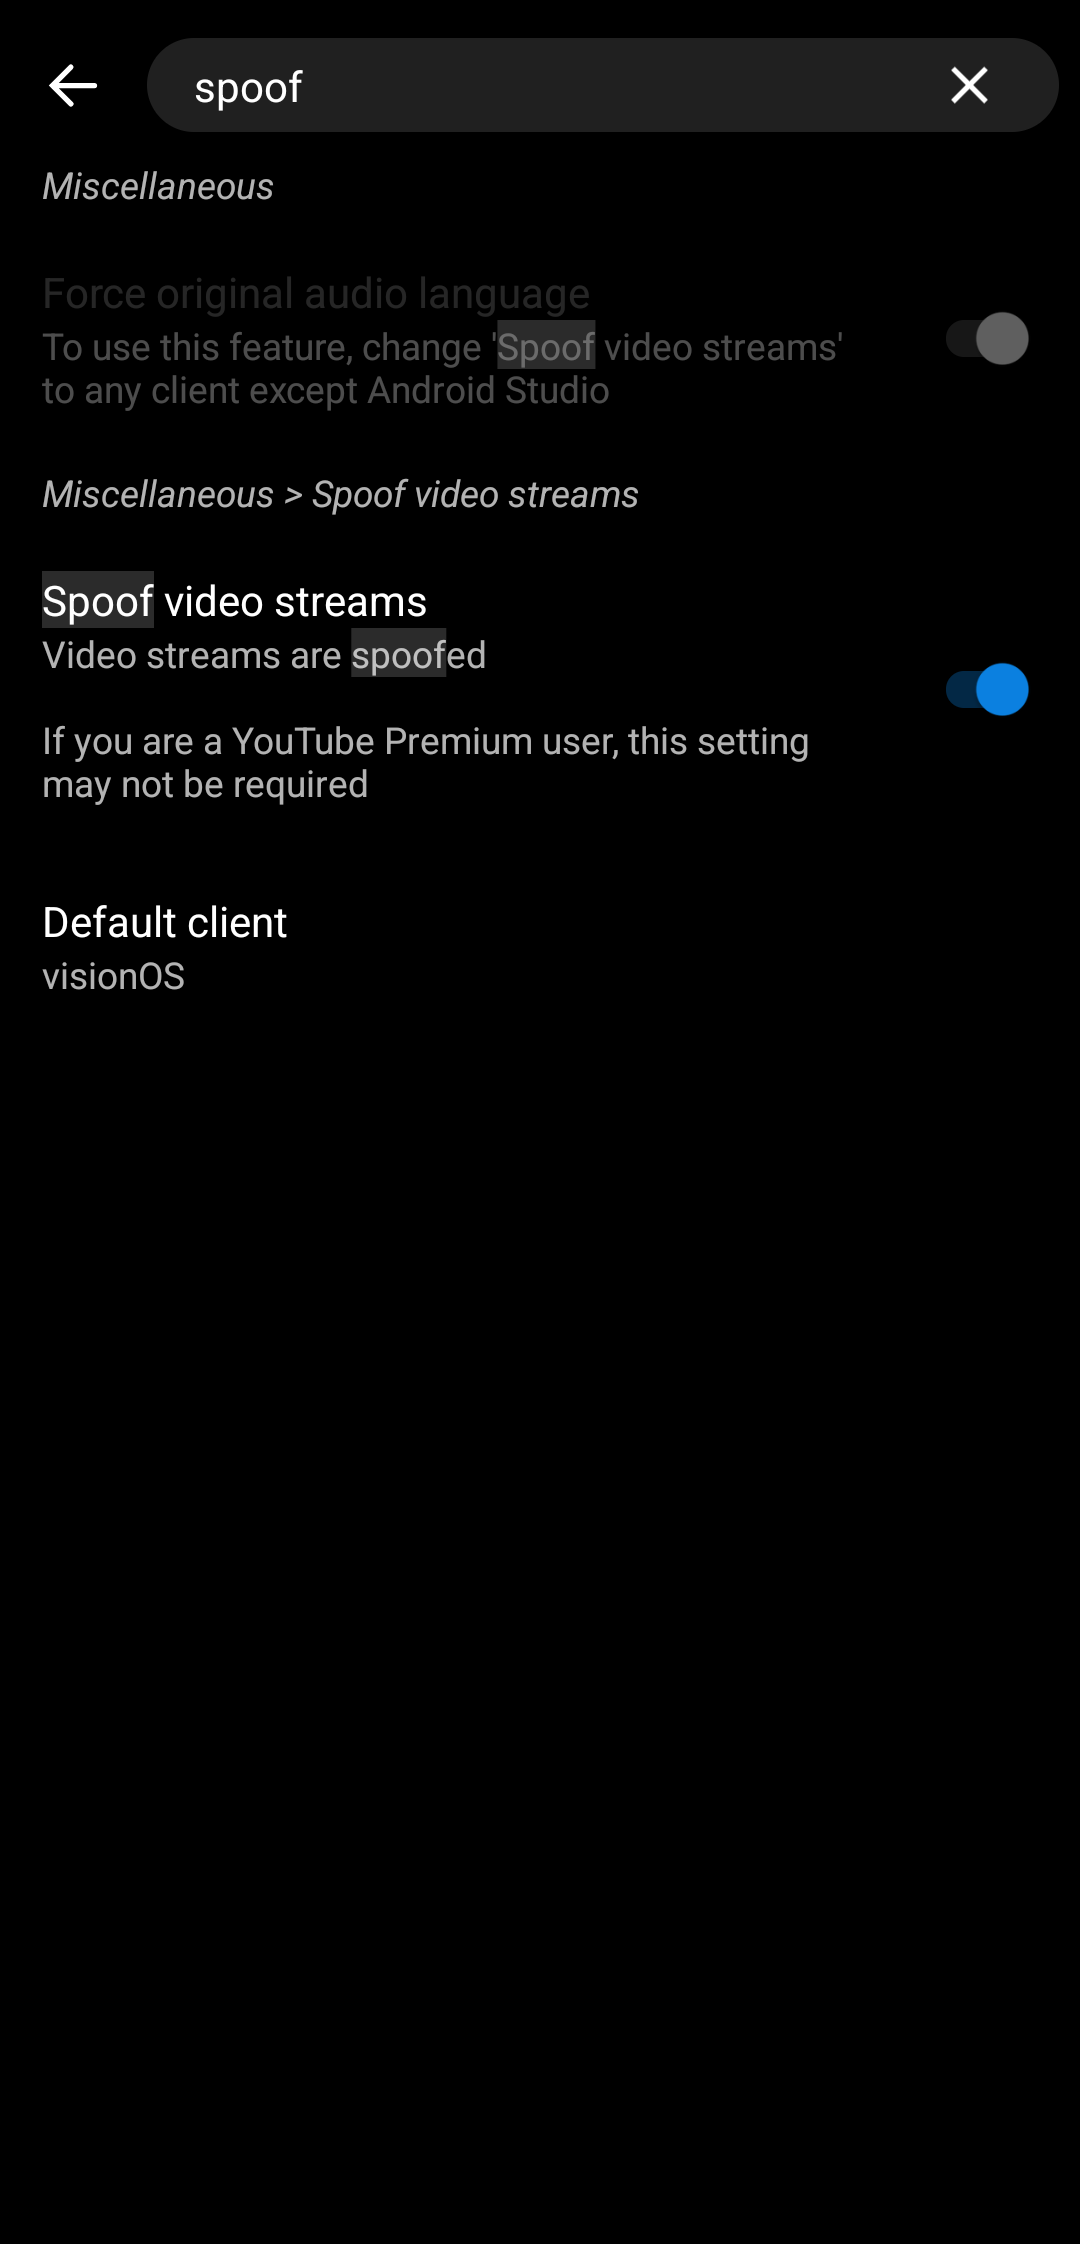 spoof
Miscellaneous
Force original audio language
To use this feature, change 'Spoof video streams'
to any client except Android Studio
Miscellaneous > Spoof video streams
Spoof video streams
Video streams are spoofed
If you are a YouTube Premium user, this setting
may not be required
Default client
visionOS